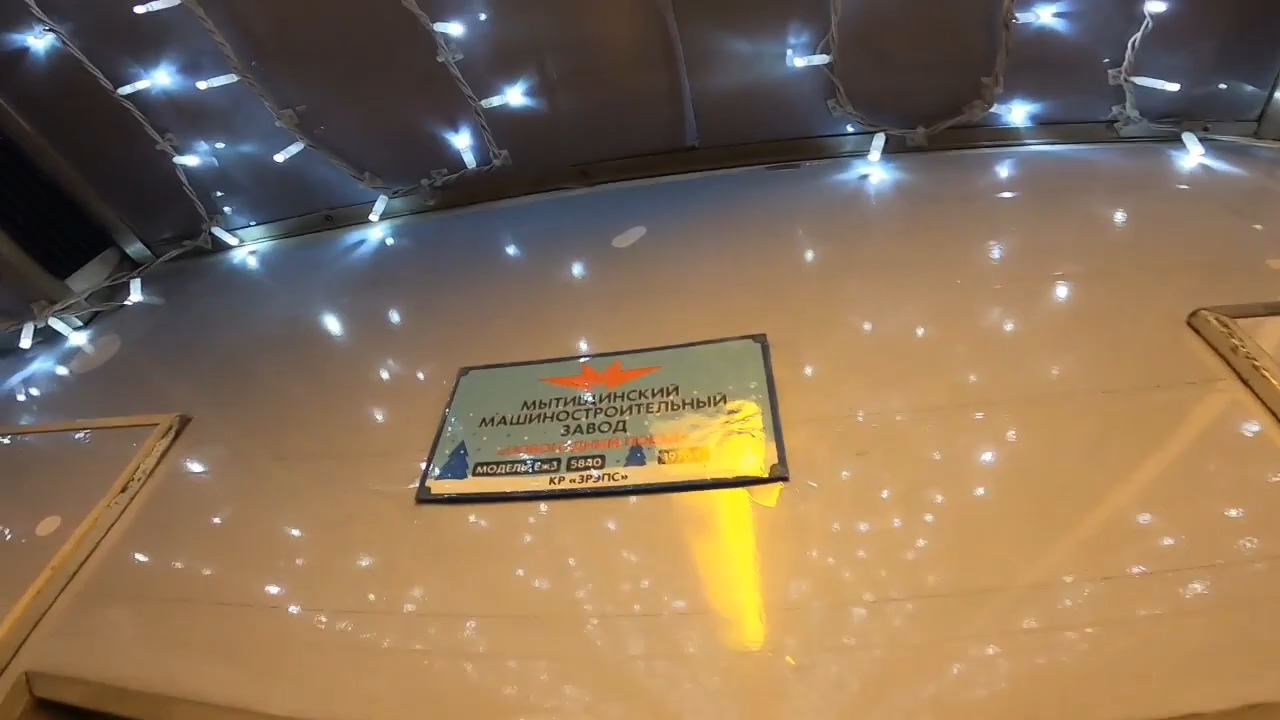 МЫТИЩИНСКИЙ
МАШИНОСТРОИТЕЛЬНЫЙ
ЗАВОД
МОДЕЛЬ: Еж3 5840
КР «ЗРЭПС»